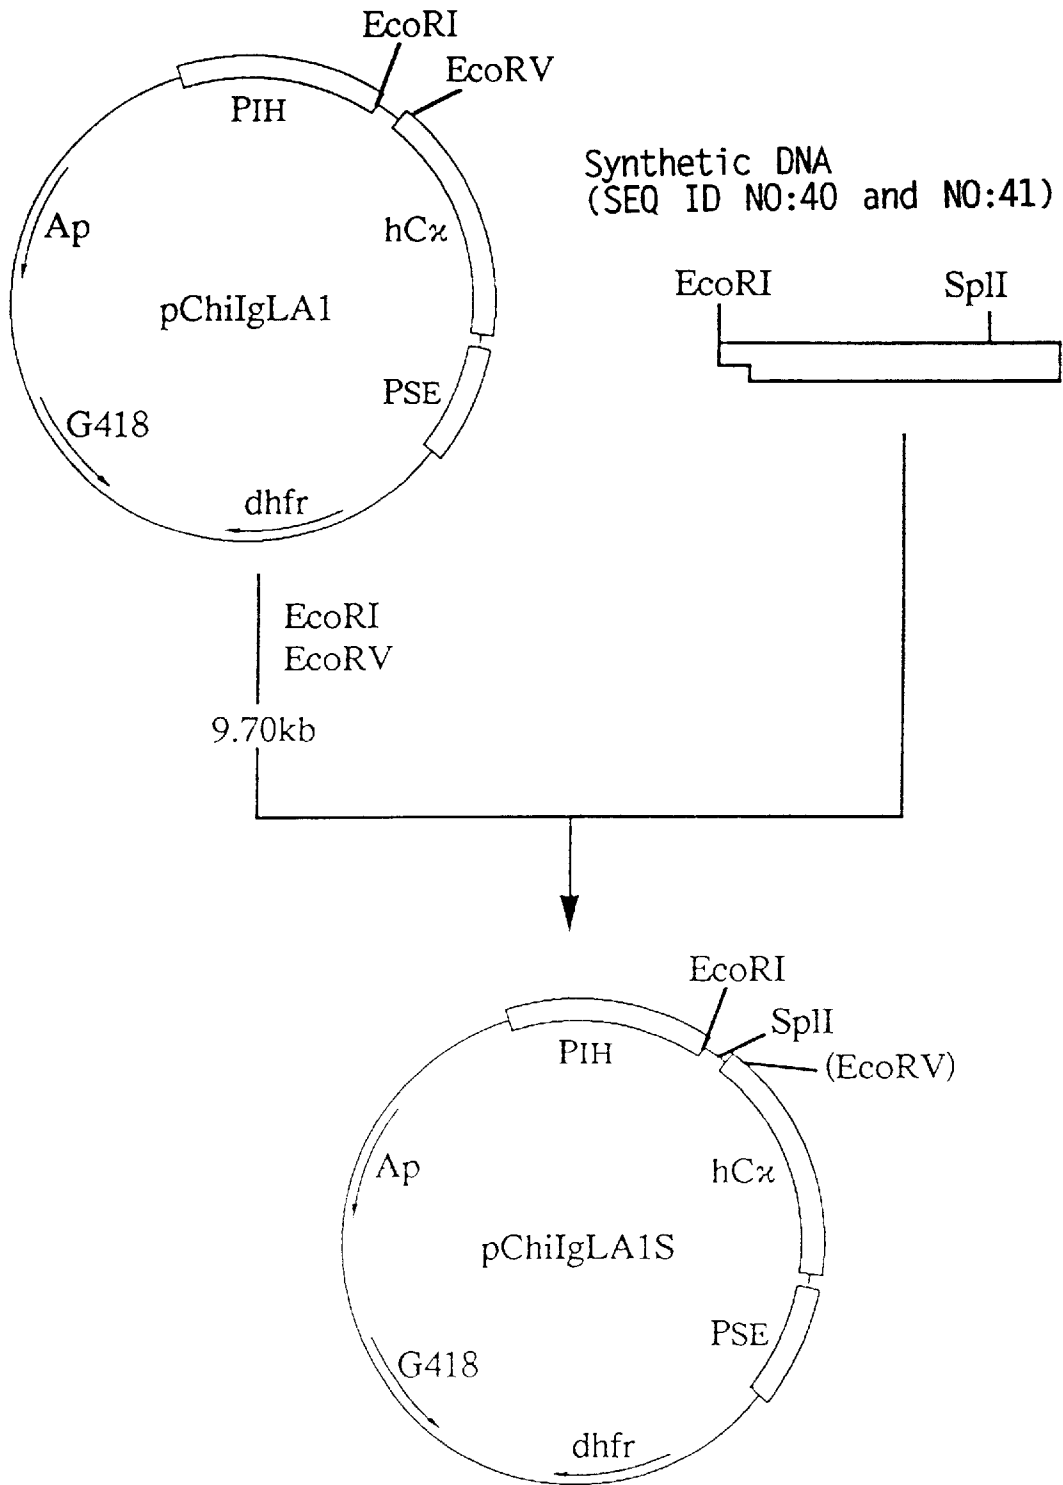 EcoRI
EcoRV
PIH
Synthetic DNA
(SEQ ID NO:40 and NO:41)
Ap
hCϰ
EcoRI
SplI
pChiIgLA1
PSE
G418
dhfr
EcoRI
EcoRV
9.70kb
EcoRI
SplI
PIH
(EcoRV)
Ap
hCϰ
pChiIgLA1S
PSE
G418
dhfr